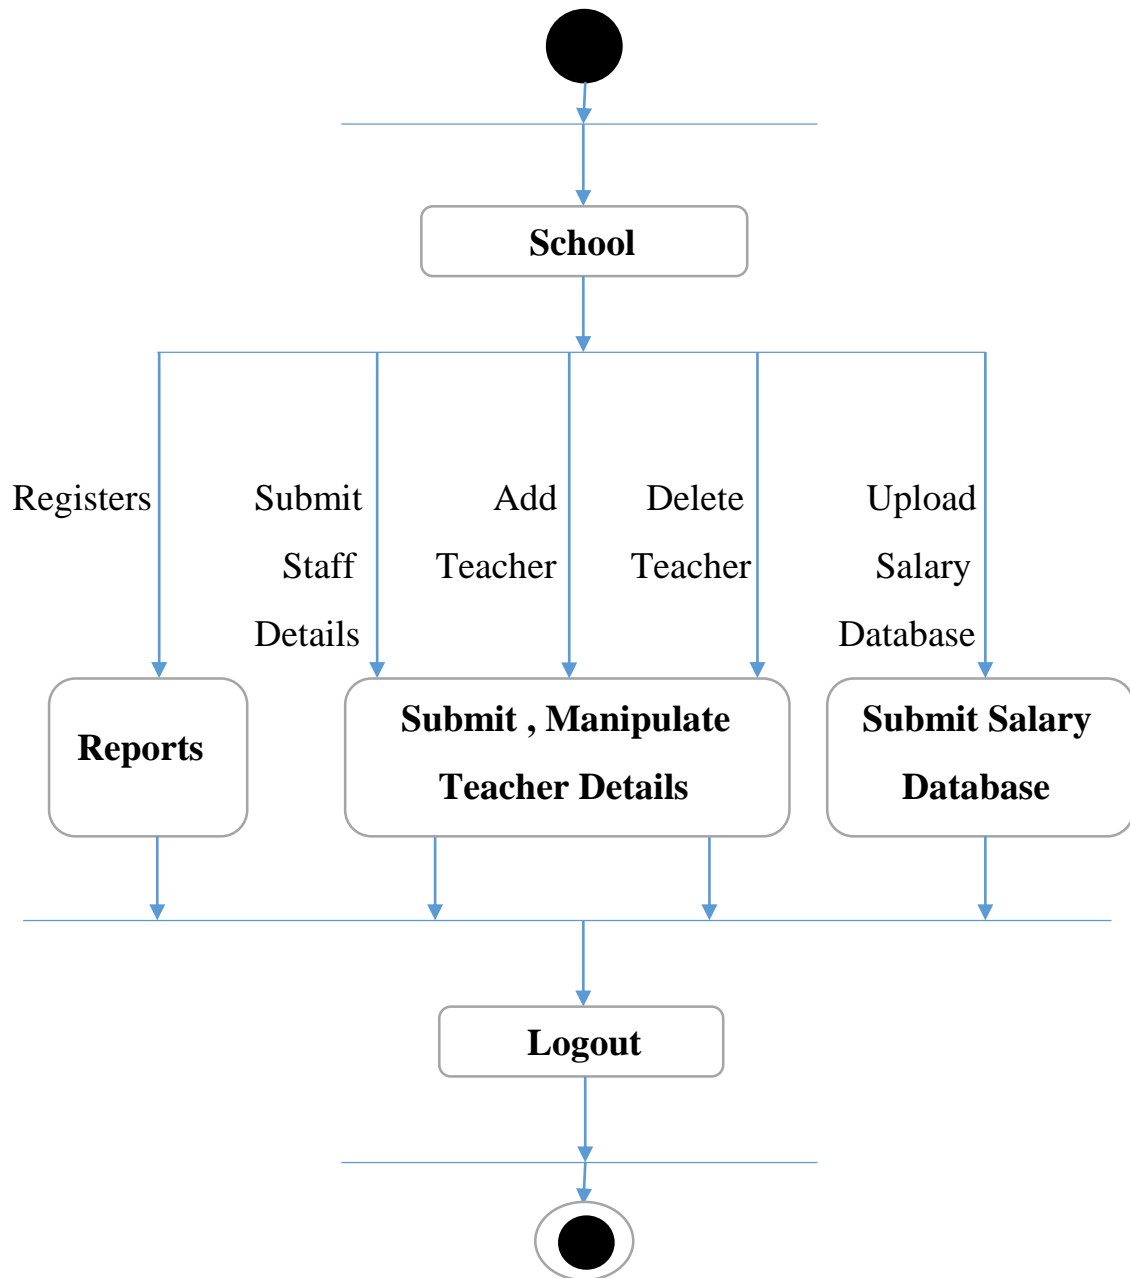 School
Registers
Submit
Staff
Details
Add
Teacher
Delete
Teacher
Upload
Salary
Database
Reports
Submit , Manipulate
Teacher Details
Submit Salary
Database
Logout